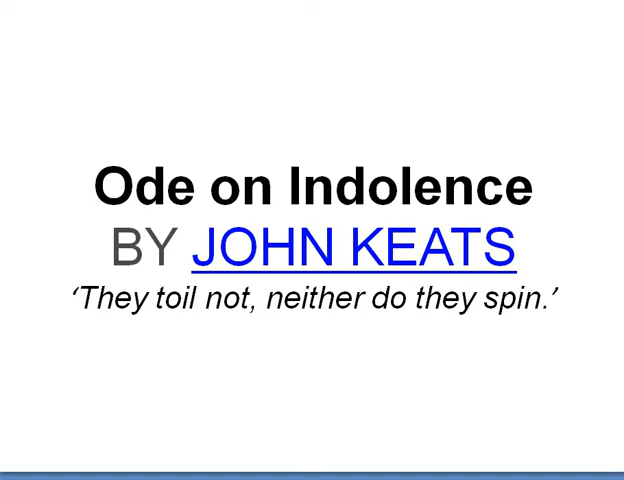 Ode on Indolence
BY JOHN KEATS
‘They toil not, neither do they spin.’